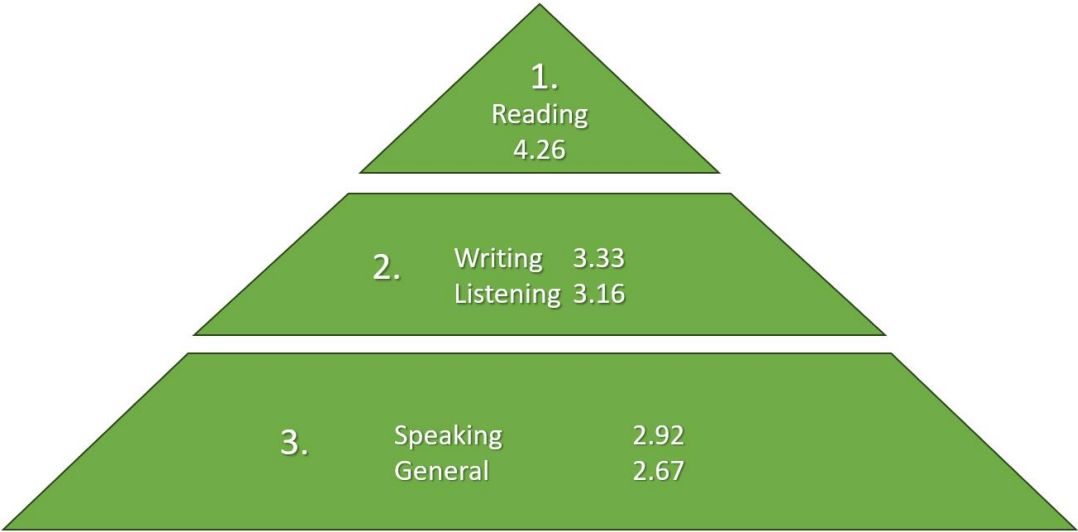 1.
Reading
4.26
2.
Writing 3.33
Listening 3.16
3.
Speaking 2.92
General 2.67